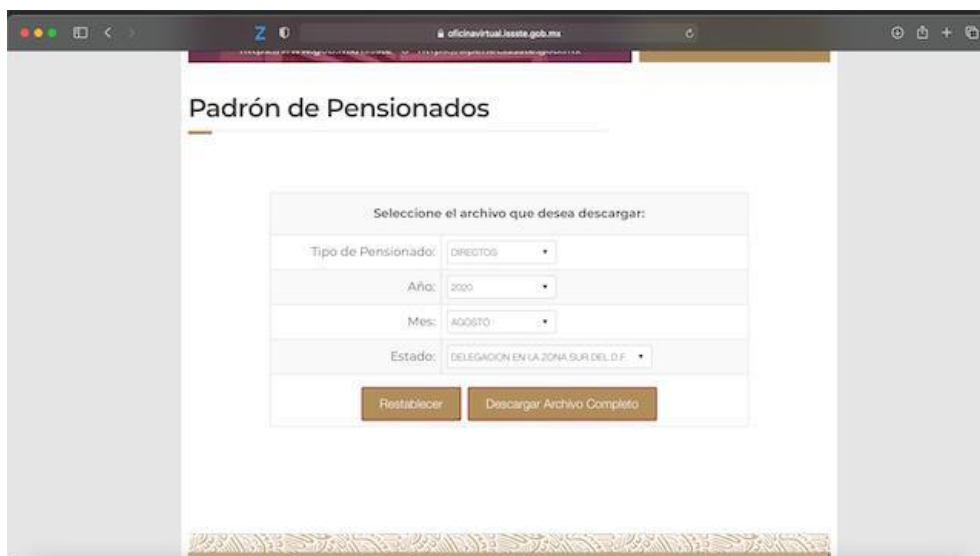 oficinavirtual.issste.gob.mx
Padrón de Pensionados
Seleccione el archivo que desea descargar:
Tipo de Pensionado: DIRECTOS
Año: 2020
Mes: AGOSTO
Estado: DELEGACION EN LA ZONA SUR DEL D.F.
Restablecer Descargar Archivo Completo